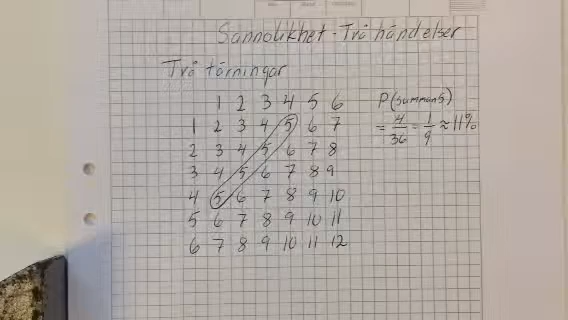 Sannolikhet - Två händelser
Två tärningar
1 2 3 4 5 6
1 2 3 4 5 6 7
2 3 4 5 6 7 8
3 4 5 6 7 8 9
4 5 6 7 8 9 10
5 6 7 8 9 10 11
6 7 8 9 10 11 12
P(summan 5)
= 4/36 = 1/9 ≈ 11%